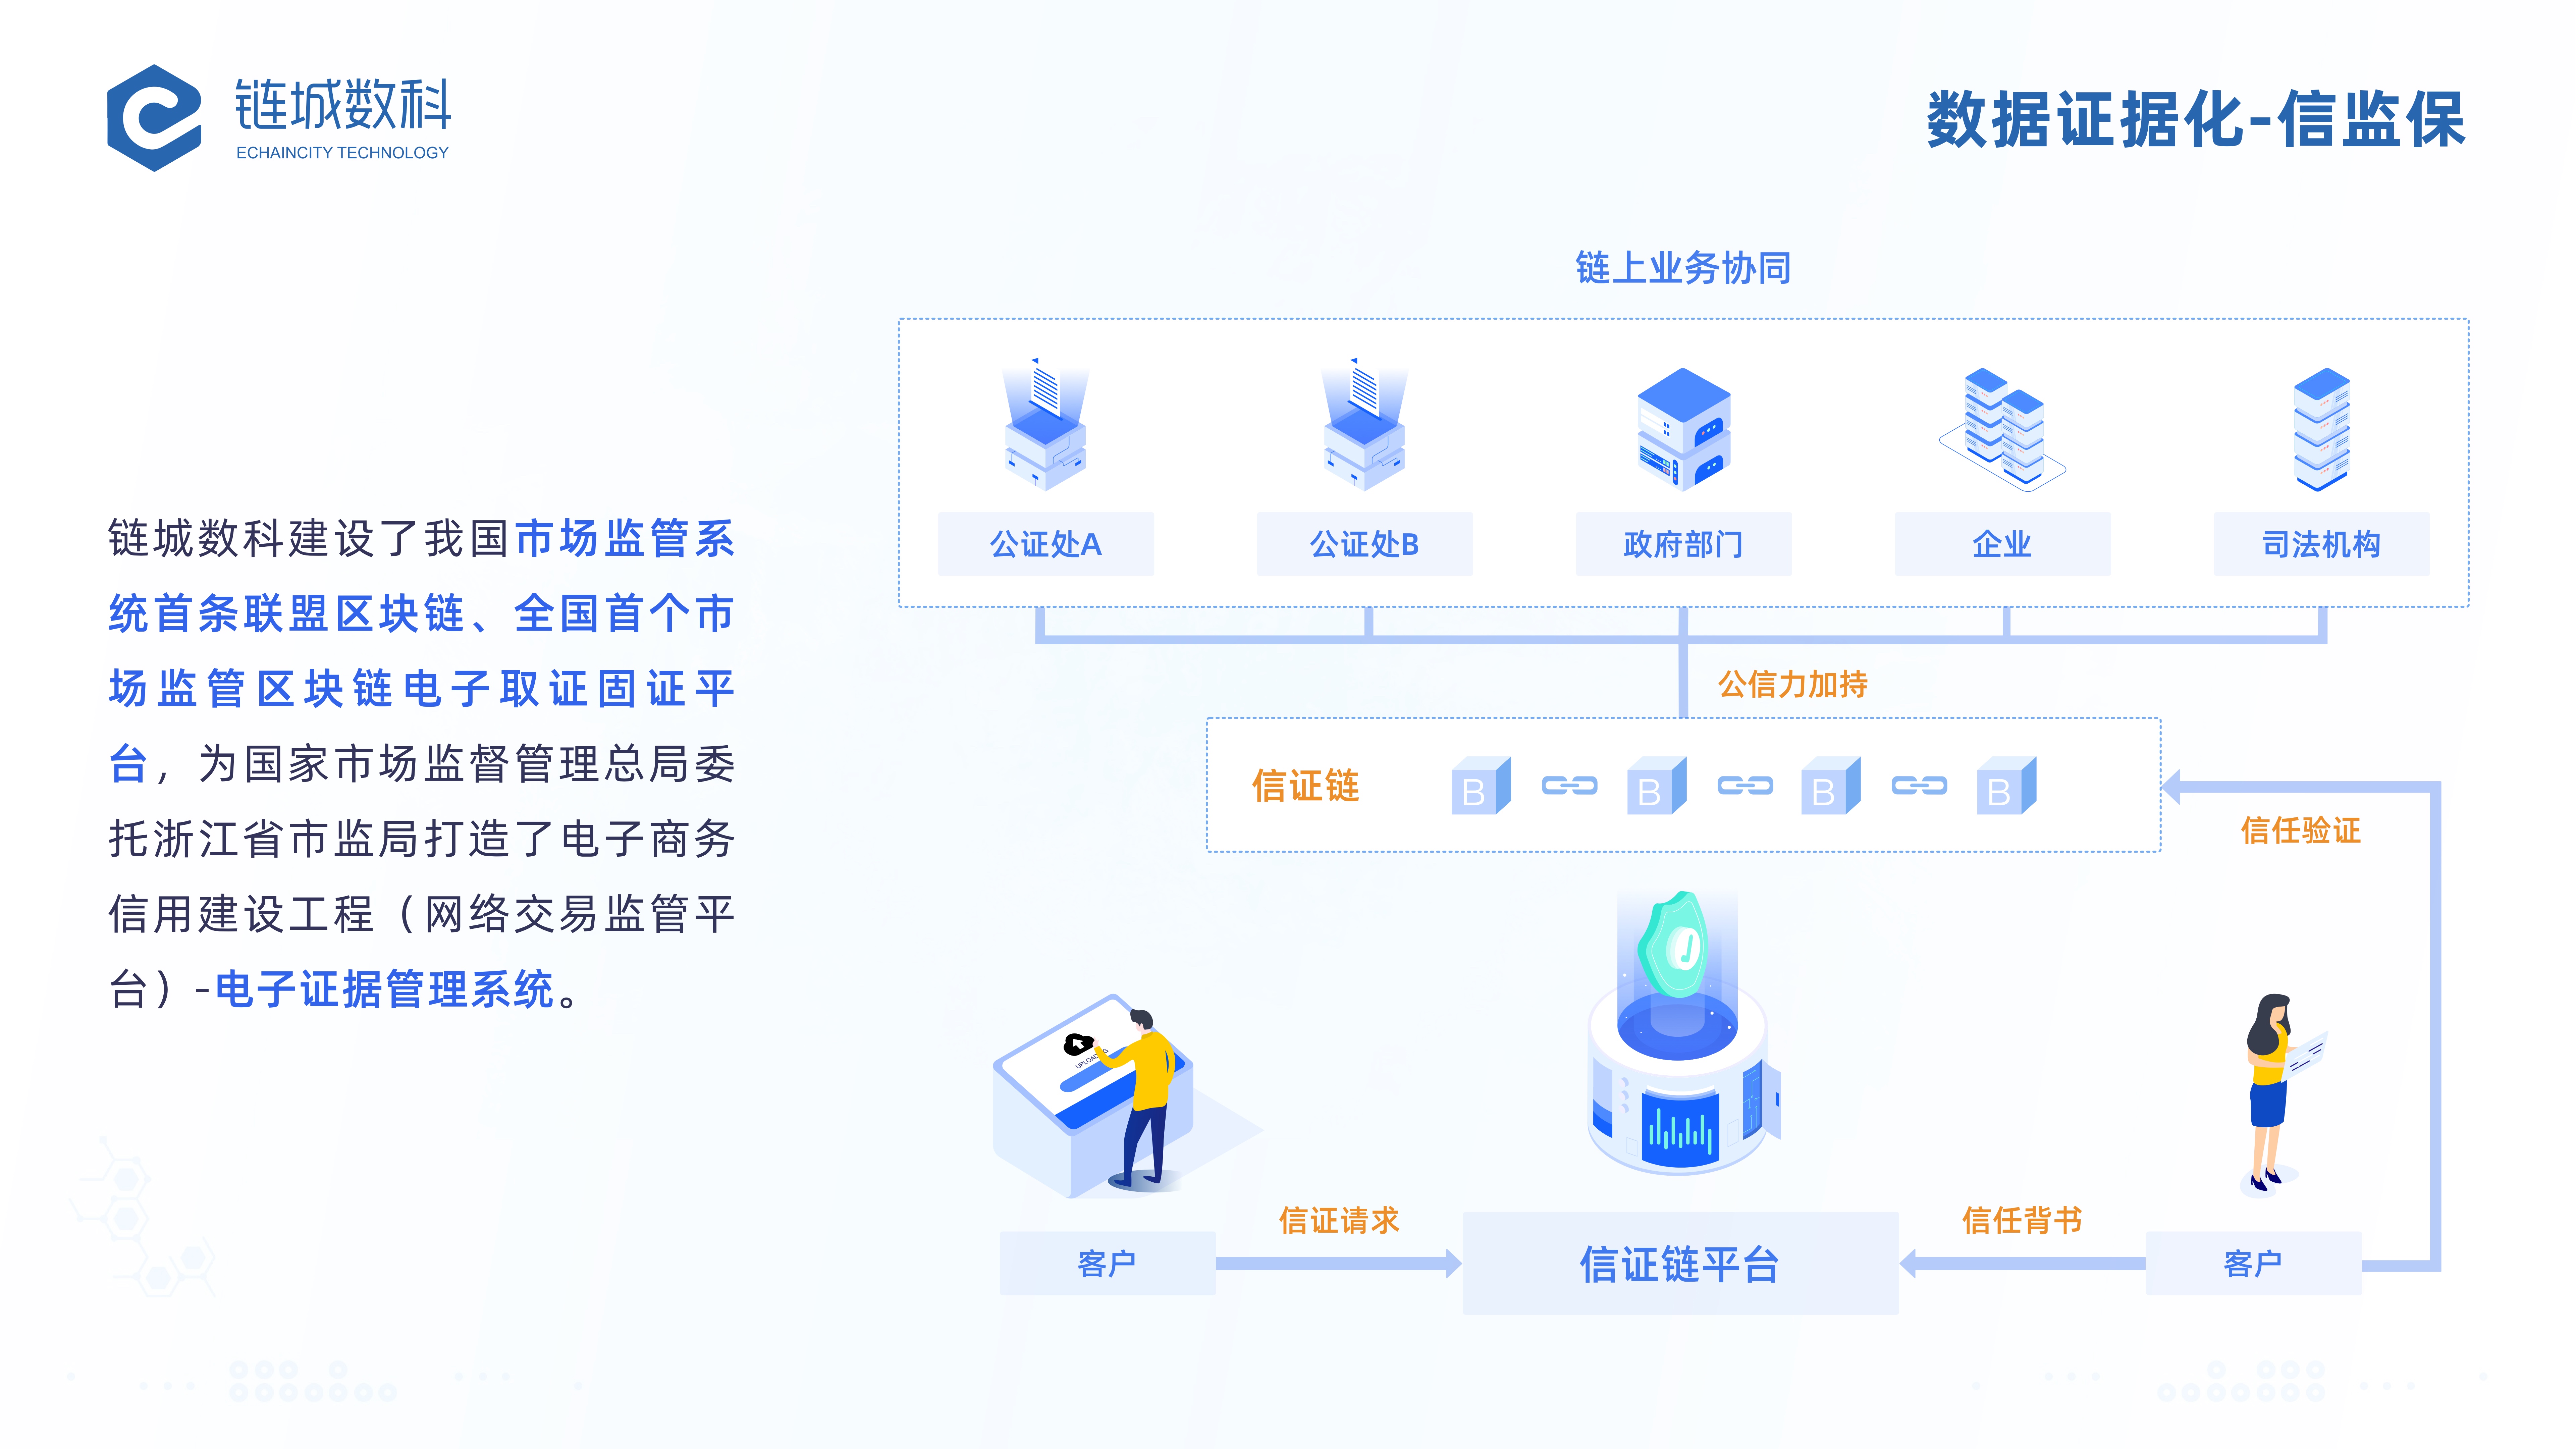 链城数科
ECHAINCITY TECHNOLOGY
数据证据化-信监保
链城数科建设了我国市场监管系
统首条联盟区块链、全国首个市
场监管区块链电子取证固证平
台，为国家市场监督管理总局委
托浙江省市监局打造了电子商务
信用建设工程（网络交易监管平
台）-电子证据管理系统。
链上业务协同
公证处A
公证处B
政府部门
企业
司法机构
公信力加持
信证链
B
B
B
B
信任验证
信证请求
信任背书
客户
信证链平台
客户